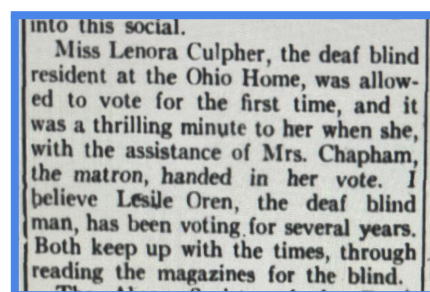 into this social.
Miss Lenora Culpher, the deaf blind
resident at the Ohio Home, was allow-
ed to vote for the first time, and it
was a thrilling minute to her when she,
with the assistance of Mrs. Chapham,
the matron, handed in her vote. I
believe Lesile Oren, the deaf blind
man, has been voting for several years.
Both keep up with the times, through
reading the magazines for the blind.